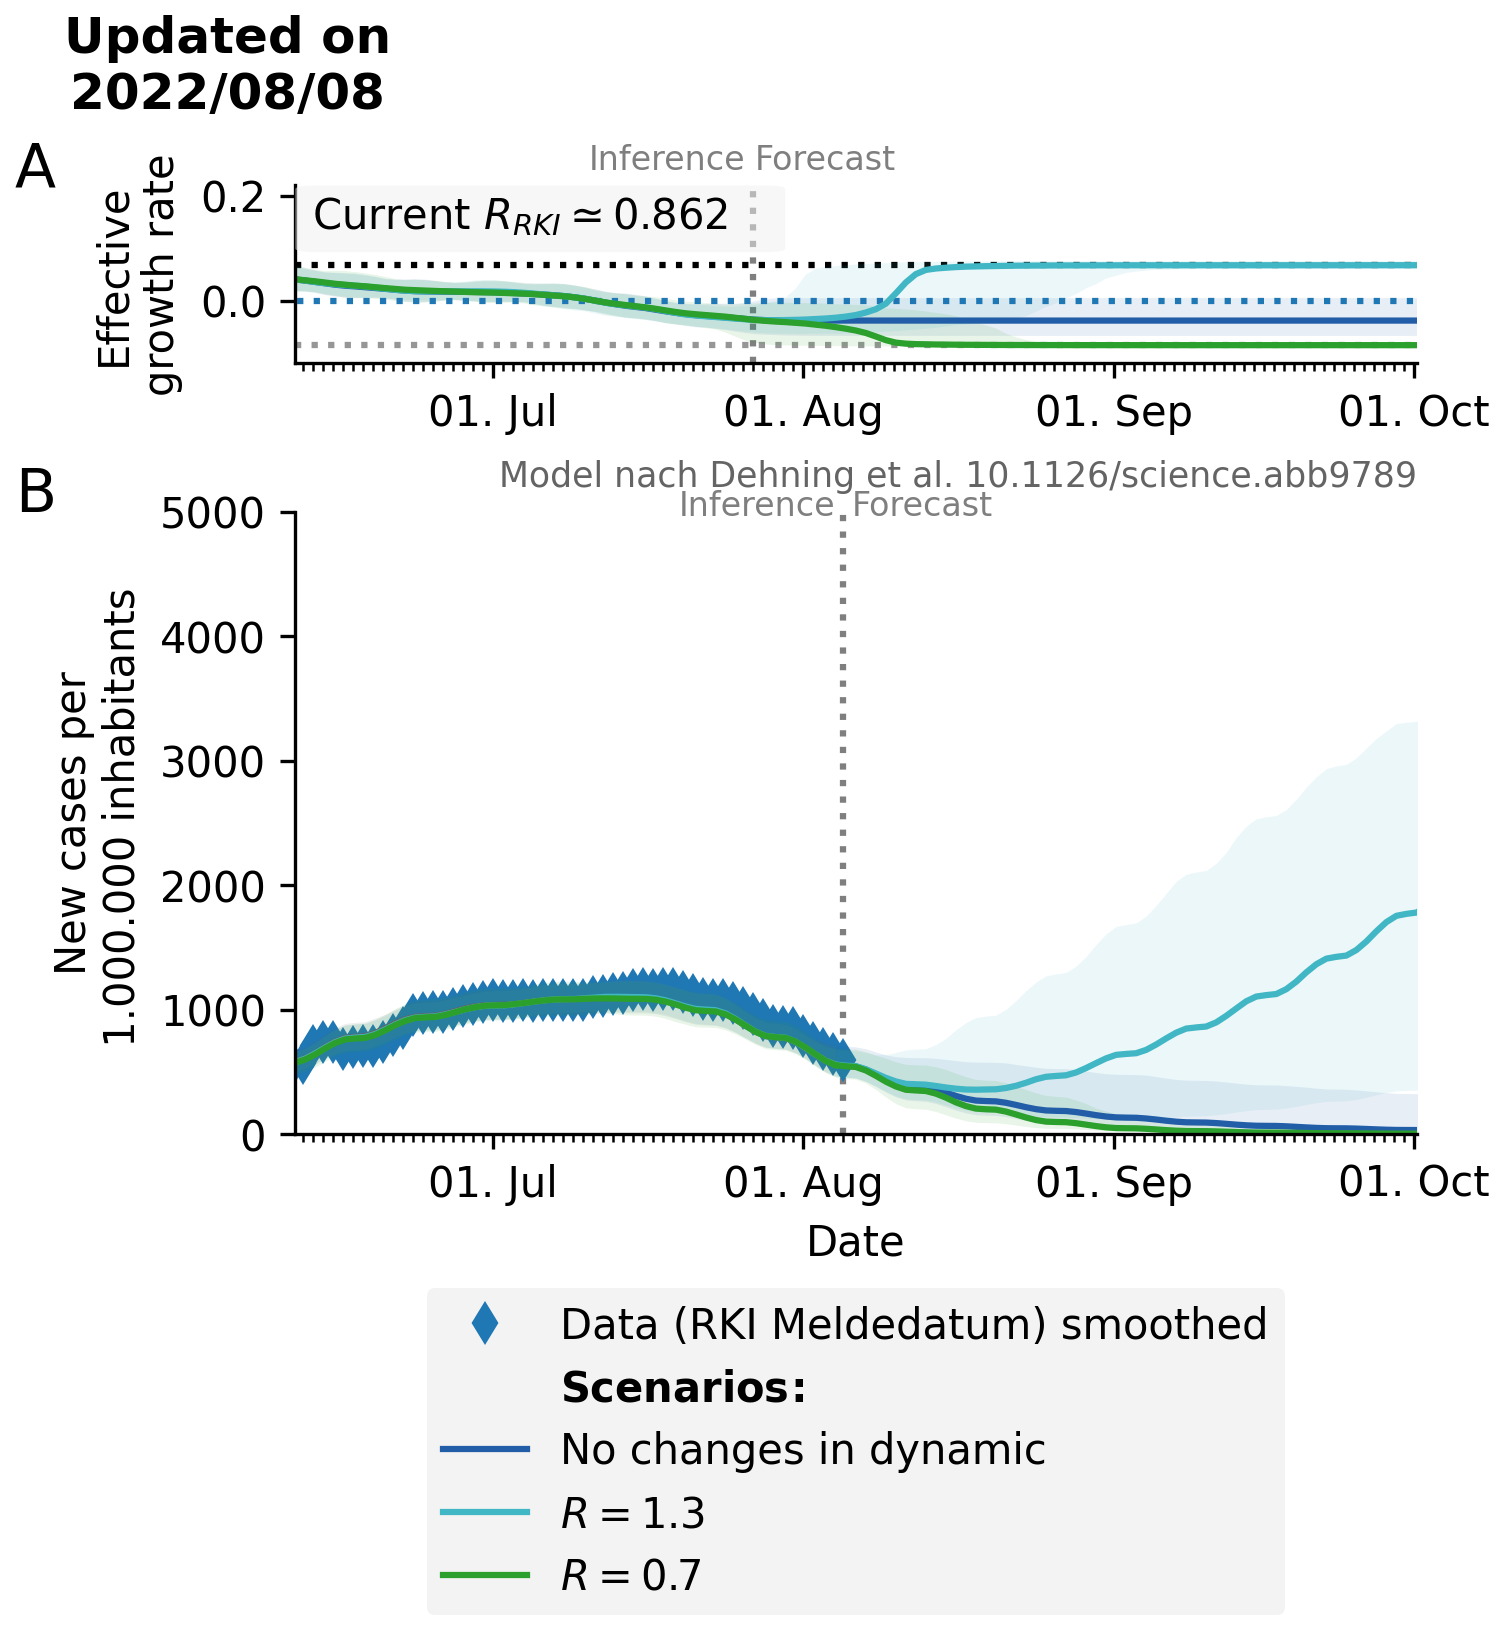 Updated on
2022/08/08
A
Inference Forecast
Effective
growth rate
0.2
0.0
Current R_RKI ≃ 0.862
01. Jul
01. Aug
01. Sep
01. Oct
B
Model nach Dehning et al. 10.1126/science.abb9789
Inference Forecast
New cases per
1.000.000 inhabitants
5000
4000
3000
2000
1000
0
01. Jul
01. Aug
01. Sep
01. Oct
Date
Data (RKI Meldedatum) smoothed
Scenarios:
No changes in dynamic
R = 1.3
R = 0.7